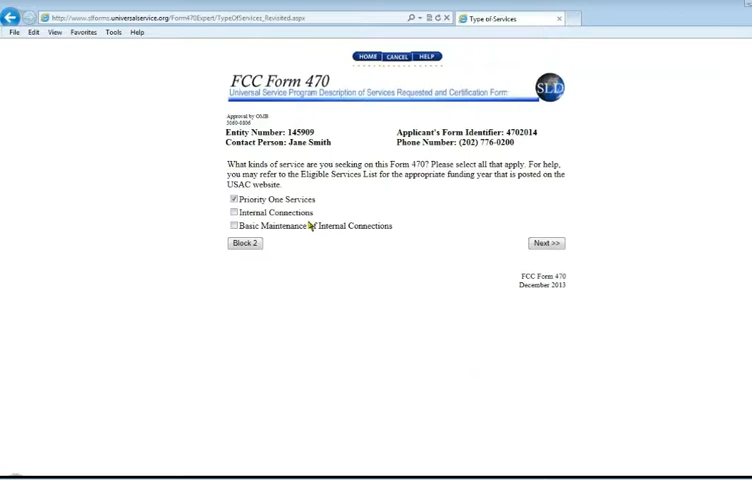 http://www.slforms.universalservice.org/Form470Expert/TypeOfServices_Revisited.aspx
Type of Services
File Edit View Favorites Tools Help
HOME CANCEL HELP
FCC Form 470
Universal Service Program Description of Services Requested and Certification Form
SLD
Approval by OMB
3060-0806
Entity Number: 145909 Applicant's Form Identifier: 4702014
Contact Person: Jane Smith Phone Number: (202) 776-0200
What kinds of service are you seeking on this Form 470? Please select all that apply. For help,
you may refer to the Eligible Services List for the appropriate funding year that is posted on the
USAC website.
Priority One Services
Internal Connections
Basic Maintenance of Internal Connections
Block 2 Next >>
FCC Form 470
December 2013